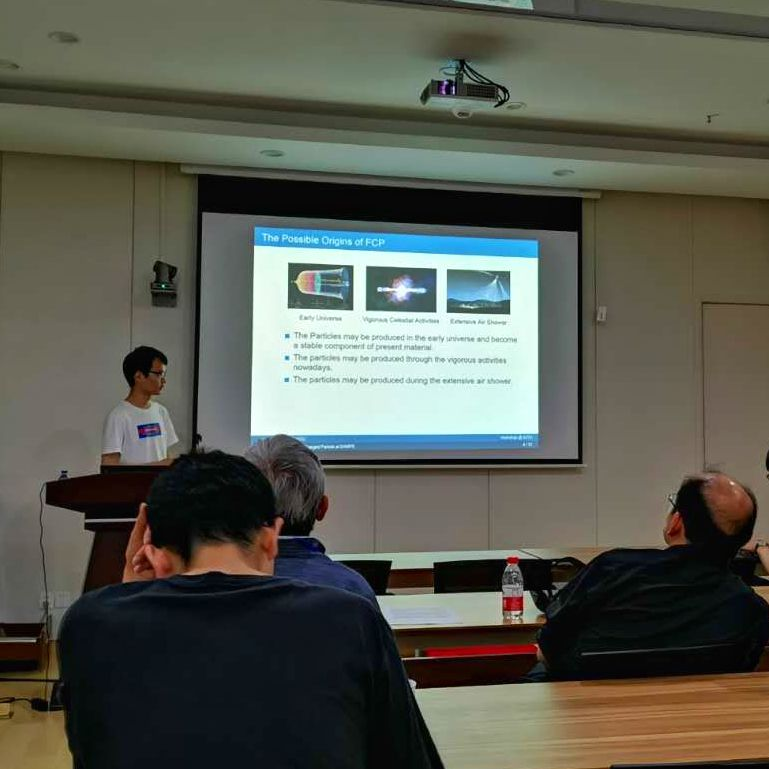 The Possible Origins of FCP
Early Universe
Vigorous Celestial Activities
Extensive Air Shower
The Particles may be produced in the early universe and become
a stable component of present material.
The particles may be produced through the vigorous activities
nowadays.
The particles may be produced during the extensive air shower.